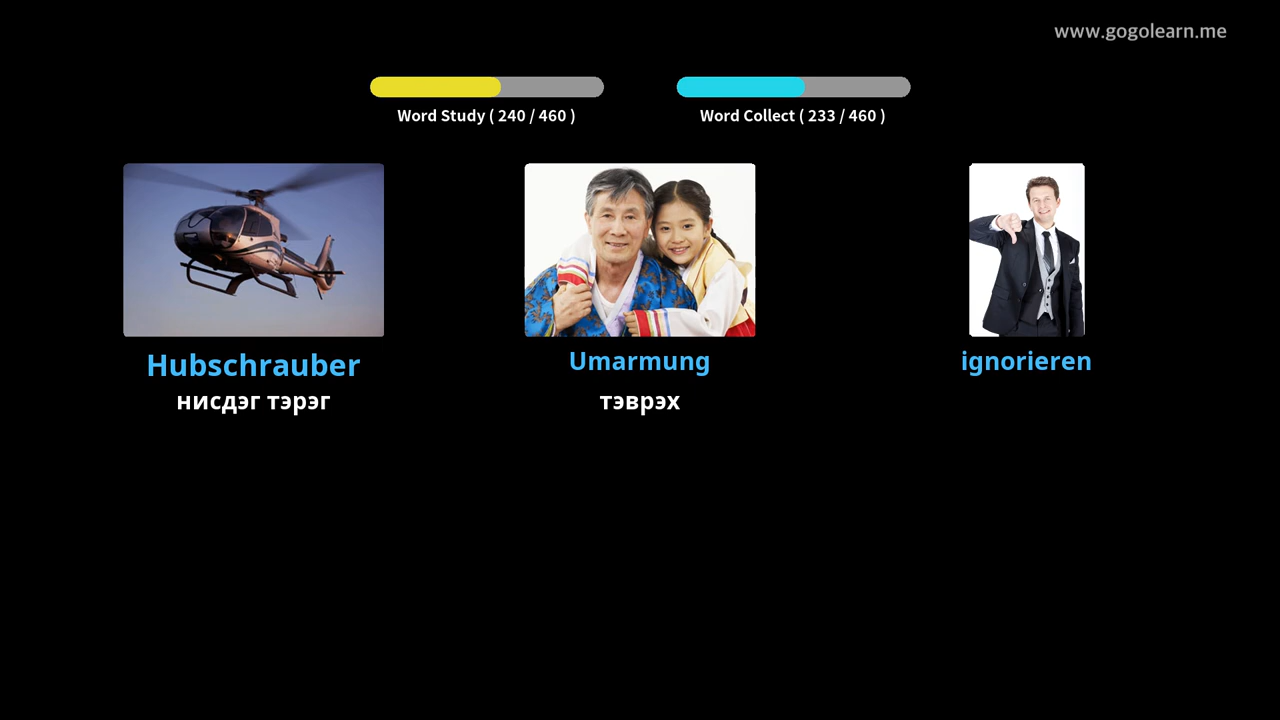 www.gogolearn.me
Word Study ( 240 / 460 )
Word Collect ( 233 / 460 )
Hubschrauber
Umarmung
ignorieren
нисдэг тэрэг
тэврэх